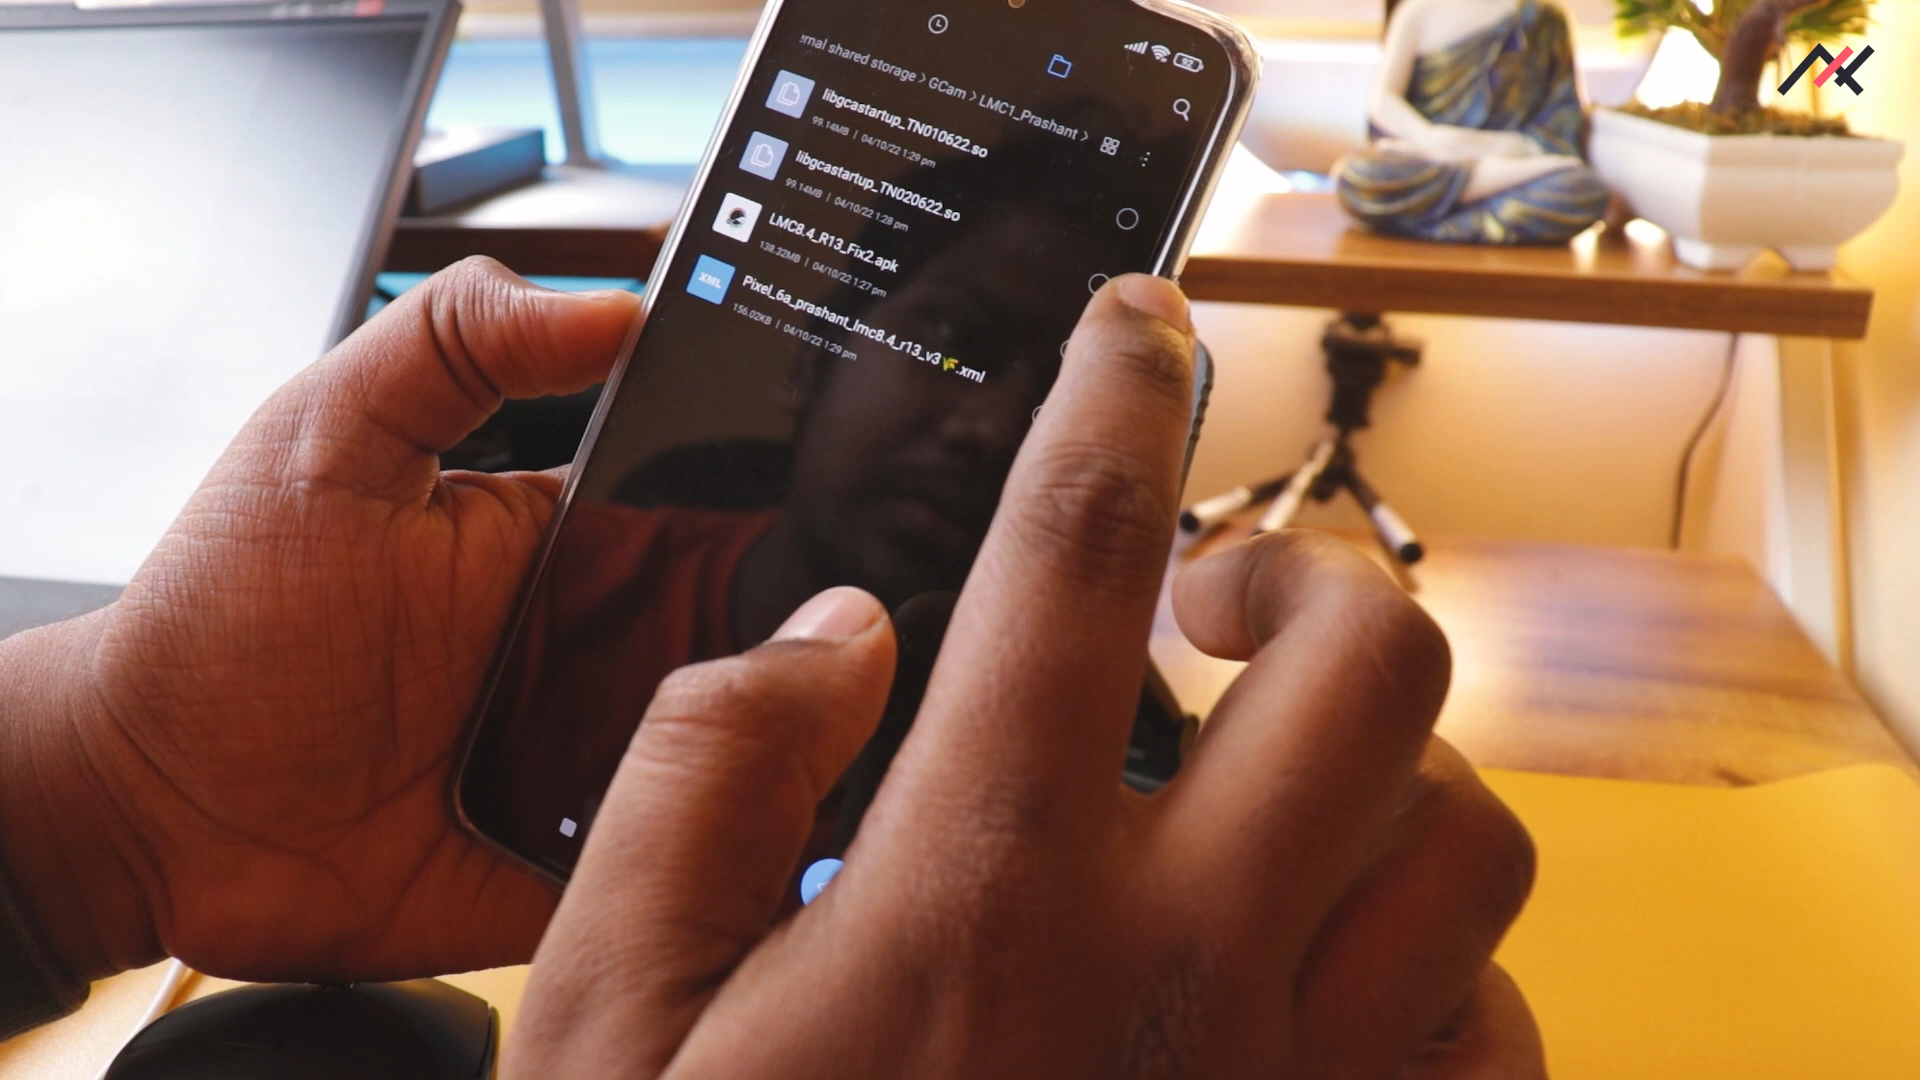 92
rnal shared storage > GCam > LMC1_Prashant >
libgcastartup_TN010622.so
99.14MB | 04/10/22 1:29 pm
libgcastartup_TN020622.so
99.14MB | 04/10/22 1:28 pm
LMC8.4_R13_Fix2.apk
138.32MB | 04/10/22 1:27 pm
XML
Pixel_6a_prashant_lmc8.4_r13_v3🌾.xml
156.02KB | 04/10/22 1:29 pm